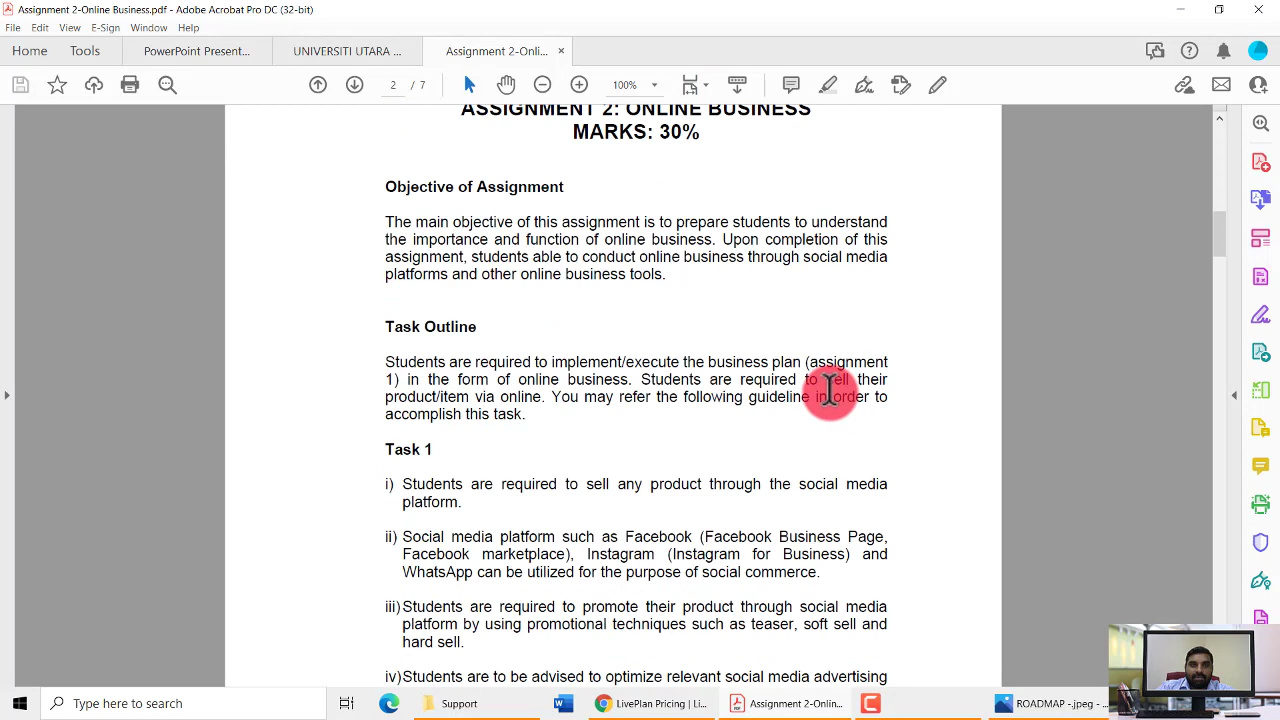 Assignment 2-Online Business.pdf - Adobe Acrobat Pro DC (32-bit)
File Edit View E-Sign Window Help
Home Tools PowerPoint Present... UNIVERSITI UTARA ... Assignment 2-Onli... ×
2 / 7 100%
ASSIGNMENT 2: ONLINE BUSINESS
MARKS: 30%
Objective of Assignment
The main objective of this assignment is to prepare students to understand
the importance and function of online business. Upon completion of this
assignment, students able to conduct online business through social media
platforms and other online business tools.
Task Outline
Students are required to implement/execute the business plan (assignment
1) in the form of online business. Students are required to sell their
product/item via online. You may refer the following guideline in order to
accomplish this task.
Task 1
i) Students are required to sell any product through the social media
platform.
ii) Social media platform such as Facebook (Facebook Business Page,
Facebook marketplace), Instagram (Instagram for Business) and
WhatsApp can be utilized for the purpose of social commerce.
iii) Students are required to promote their product through social media
platform by using promotional techniques such as teaser, soft sell and
hard sell.
iv) Students are to be advised to optimize relevant social media advertising
Type here to search Support LivePlan Pricing | Li... Assignment 2-Onlin... ROADMAP -.jpeg -